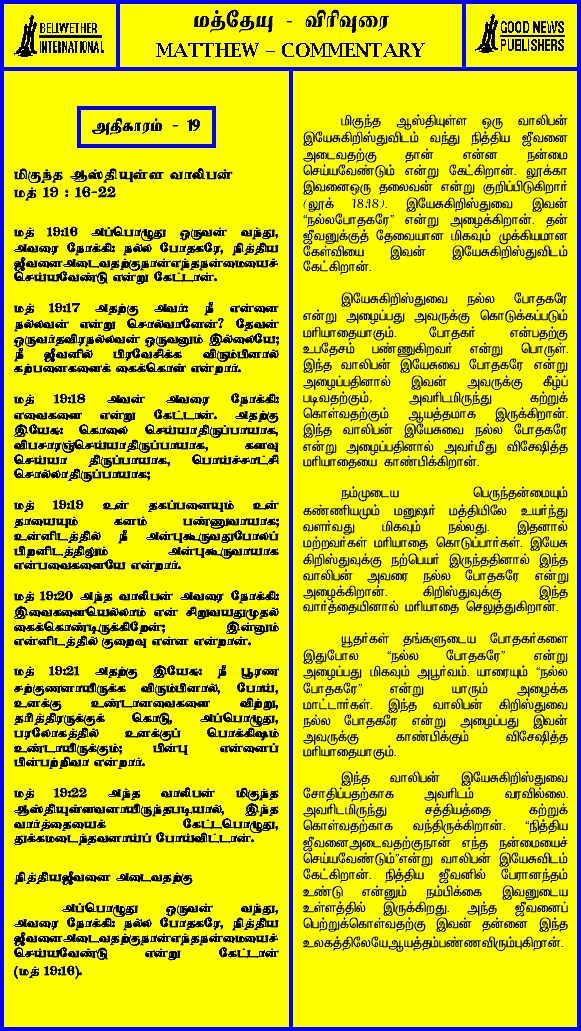 BELLWETHER
INTERNATIONAL
மத்தேயு - விரிவுரை
MATTHEW – COMMENTARY
GOOD NEWS
PUBLISHERS
அதிகாரம் - 19
மிகுந்த ஆஸ்தியுள்ள வாலிபன்
மத் 19 : 16-22
மத் 19:16 அப்பொழுது ஒருவன் வந்து,
அவரை நோக்கி: நல்ல போதகரே, நித்திய
ஜீவனைஅடைவதற்குநான்எந்தநன்மையைச்
செய்யவேண்டு என்று கேட்டான்.
மத் 19:17 அதற்கு அவர்: நீ என்னை
நல்லவன் என்று சொல்வானேன்? தேவன்
ஒருவர்தவிரநல்லவன் ஒருவனும் இல்லையே;
நீ ஜீவனில் பிரவேசிக்க விரும்பினால்
கற்பனைகளைக் கைக்கொள் என்றார்.
மத் 19:18 அவன் அவரை நோக்கி:
எவைகளை என்று கேட்டான். அதற்கு
இயேசு: கொலை செய்யாதிருப்பாயாக,
விபசாரஞ்செய்யாதிருப்பாயாக, களவு
செய்யா திருப்பாயாக, பொய்ச்சாட்சி
சொல்லாதிருப்பாயாக;
மத் 19:19 உன் தகப்பனையும் உன்
தாயையும் கனம் பண்ணுவாயாக;
உன்னிடத்தில் நீ அன்புகூருவதுபோலப்
பிறனிடத்திலும் அன்புகூருவாயாக
என்பவைகளையே என்றார்.
மத் 19:20 அந்த வாலிபன் அவரை நோக்கி:
இவைகளையெல்லாம் என் சிறுவயதுமுதல்
கைக்கொண்டிருக்கிறேன்; இன்னும்
என்னிடத்தில் குறைவு என்ன என்றான்.
மத் 19:21 அதற்கு இயேசு: நீ பூரண
சற்குணனாயிருக்க விரும்பினால், போய்,
உனக்கு உண்டானவைகளை விற்று,
தரித்திரருக்குக் கொடு, அப்பொழுது,
பரலோகத்தில் உனக்குப் பொக்கிஷம்
உண்டாயிருக்கும்; பின்பு என்னைப்
பின்பற்றிவா என்றார்.
மத் 19:22 அந்த வாலிபன் மிகுந்த
ஆஸ்தியுள்ளவனாயிருந்தபடியால், இந்த
வார்த்தையைக் கேட்டபொழுது,
துக்கமடைந்தவனாய்ப் போய்விட்டான்.
நித்தியஜீவனை அடைவதற்கு
அப்பொழுது ஒருவன் வந்து,
அவரை நோக்கி: நல்ல போதகரே, நித்திய
ஜீவனைஅடைவதற்குநான்எந்தநன்மையைச்
செய்யவேண்டு என்று கேட்டான்
(மத் 19:16).
மிகுந்த ஆஸ்தியுள்ள ஒரு வாலிபன்
இயேசுகிறிஸ்துவிடம் வந்து நித்திய ஜீவனை
அடைவதற்கு தான் என்ன நன்மை
செய்யவேண்டும் என்று கேட்கிறான். லூக்கா
இவனைஒரு தலைவன் என்று குறிப்பிடுகிறார்
(லூக் 18:18). இயேசுகிறிஸ்துவை இவன்
“நல்லபோதகரே” என்று அழைக்கிறான். தன்
ஜீவனுக்குத் தேவையான மிகவும் முக்கியமான
கேள்வியை இவன் இயேசுகிறிஸ்துவிடம்
கேட்கிறான்.
இயேசுகிறிஸ்துவை நல்ல போதகரே
என்று அழைப்பது அவருக்கு கொடுக்கப்படும்
மரியாதையாகும். போதகர் என்பதற்கு
உபதேசம் பண்ணுகிறவர் என்று பொருள்.
இந்த வாலிபன் இயேசுவை போதகரே என்று
அழைப்பதினால் இவன் அவருக்கு கீழ்ப்
படிவதற்கும், அவரிடமிருந்து கற்றுக்
கொள்வதற்கும் ஆயத்தமாக இருக்கிறான்.
இந்த வாலிபன் இயேசுவை நல்ல போதகரே
என்று அழைப்பதினால் அவர்மீது விசேஷித்த
மரியாதையை காண்பிக்கிறான்.
நம்முடைய பெருந்தன்மையும்
கண்ணியமும் மனுஷர் மத்தியிலே உயர்ந்து
வளர்வது மிகவும் நல்லது. இதனால்
மற்றவர்கள் மரியாதை கொடுப்பார்கள். இயேசு
கிறிஸ்துவுக்கு நற்பெயர் இருந்ததினால் இந்த
வாலிபன் அவரை நல்ல போதகரே என்று
அழைக்கிறான். கிறிஸ்துவுக்கு இந்த
வார்த்தையினால் மரியாதை செலுத்துகிறான்.
யூதர்கள் தங்களுடைய போதகர்களை
இதுபோல “நல்ல போதகரே” என்று
அழைப்பது மிகவும் அபூர்வம். யாரையும் “நல்ல
போதகரே” என்று யாரும் அழைக்க
மாட்டார்கள். இந்த வாலிபன் கிறிஸ்துவை
நல்ல போதகரே என்று அழைப்பது இவன்
அவருக்கு காண்பிக்கும் விசேஷித்த
மரியாதையாகும்.
இந்த வாலிபன் இயேசுகிறிஸ்துவை
சோதிப்பதற்காக அவரிடம் வரவில்லை.
அவரிடமிருந்து சத்தியத்தை கற்றுக்
கொள்வதற்காக வந்திருக்கிறான். “நித்திய
ஜீவனைஅடைவதற்குநான் எந்த நன்மையைச்
செய்யவேண்டும்”என்று வாலிபன் இயேசுவிடம்
கேட்கிறான். நித்திய ஜீவனில் பேரானந்தம்
உண்டு என்னும் நம்பிக்கை இவனுடைய
உள்ளத்தில் இருக்கிறது. அந்த ஜீவனைப்
பெற்றுக்கொள்வதற்கு இவன் தன்னை இந்த
உலகத்திலேயேஆயத்தம்பண்ணவிரும்புகிறான்.